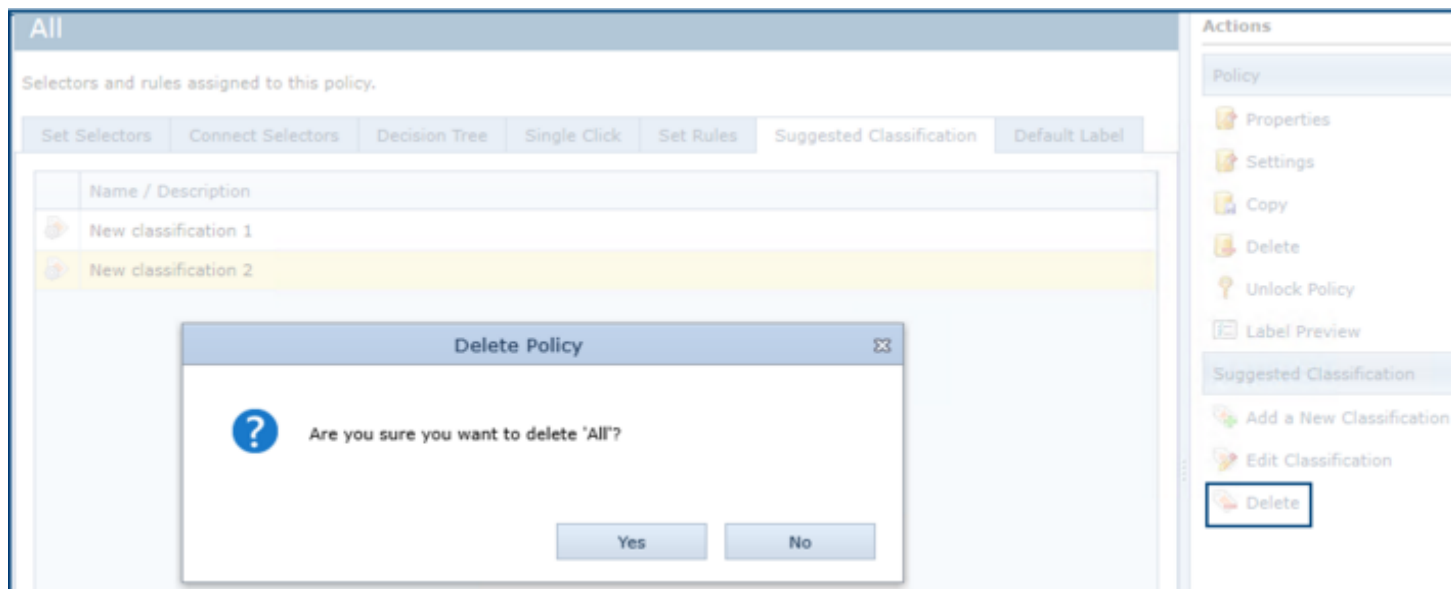 All
Selectors and rules assigned to this policy.
Set Selectors Connect Selectors Decision Tree Single Click Set Rules Suggested Classification Default Label
Name / Description
New classification 1
New classification 2
Delete Policy
Are you sure you want to delete 'All'?
Yes No
Actions
Policy
Properties
Settings
Copy
Delete
Unlock Policy
Label Preview
Suggested Classification
Add a New Classification
Edit Classification
Delete